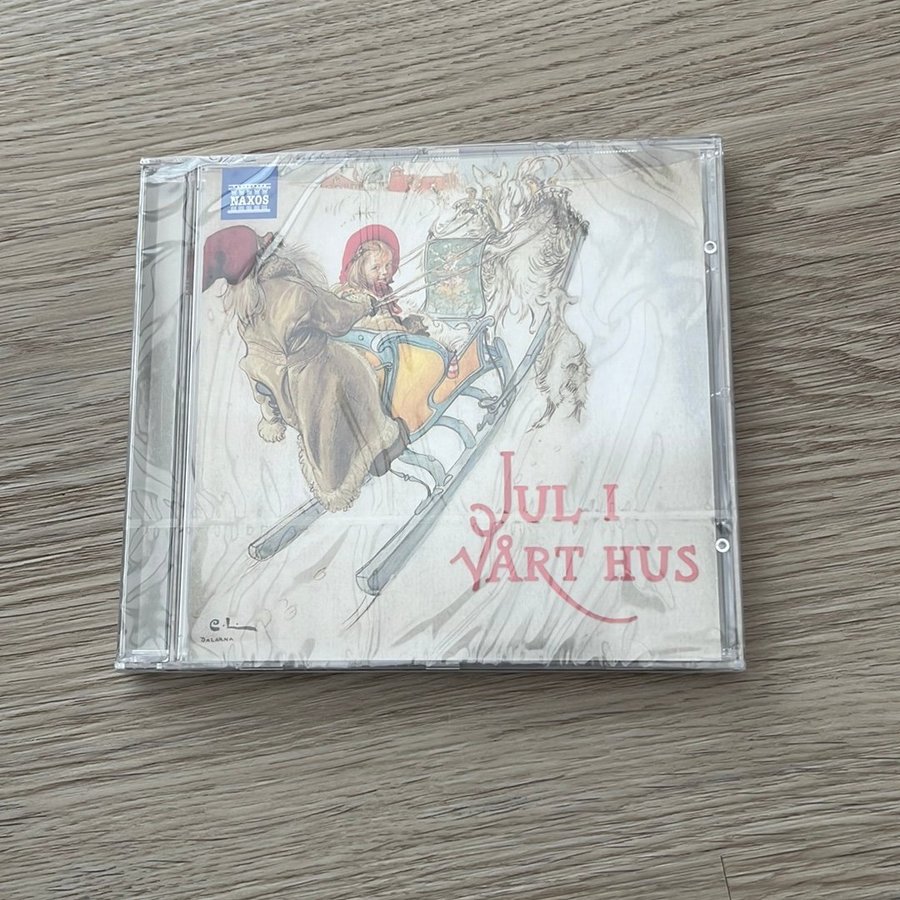 NAXOS
JUL I
VÅRT HUS
C.L.
DALARNA